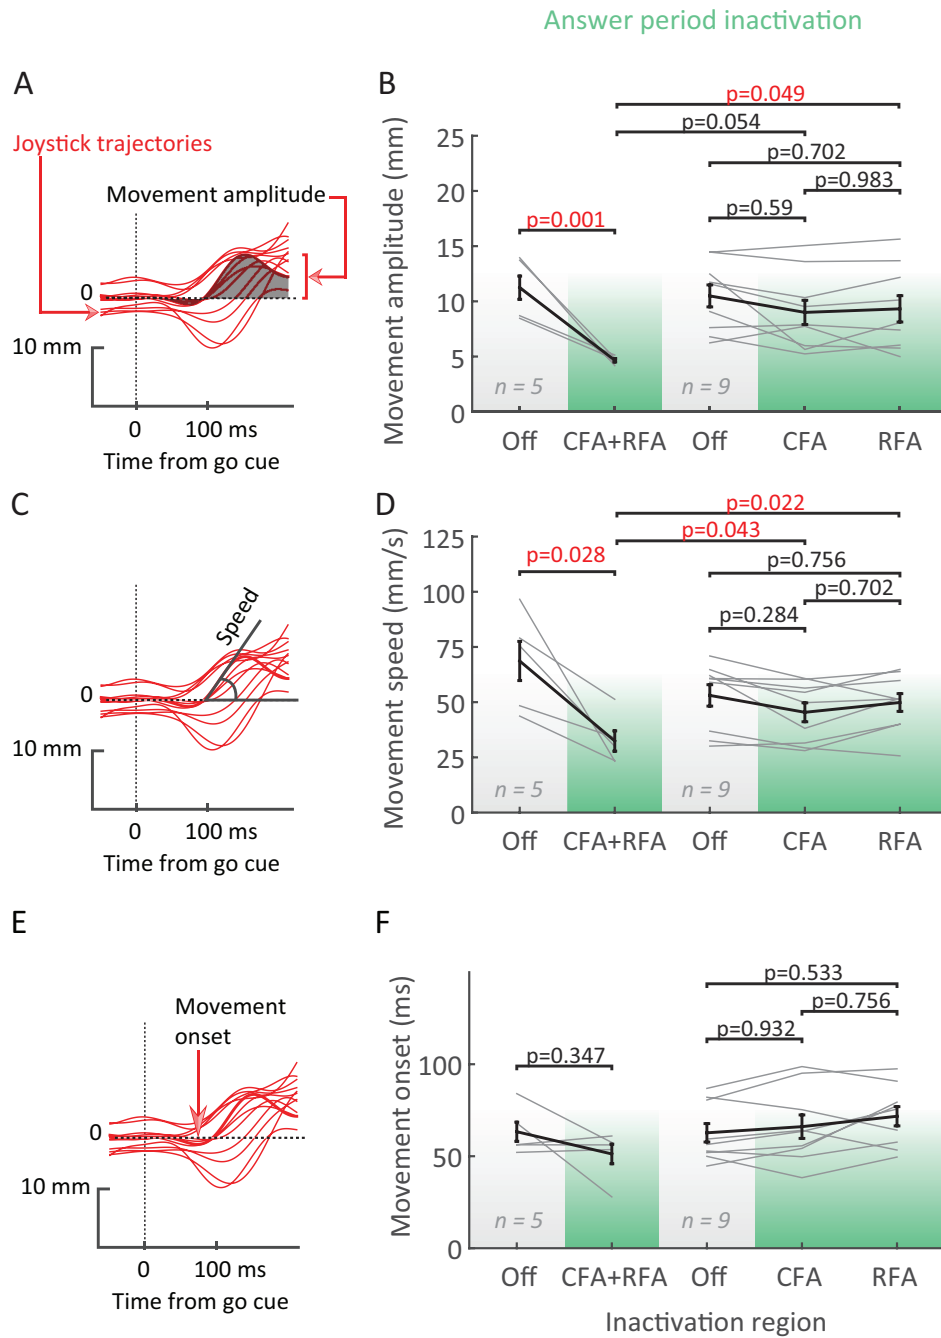 Answer period inactivation
A
Joystick trajectories
Movement amplitude
0
10 mm
0 100 ms
Time from go cue
B
Movement amplitude (mm)
25
20
15
10
5
0
p=0.049
p=0.054
p=0.702
p=0.983
p=0.001
p=0.59
n = 5
n = 9
Off CFA+RFA Off CFA RFA
C
Speed
0
10 mm
0 100 ms
Time from go cue
D
Movement speed (mm/s)
125
100
75
50
25
0
p=0.022
p=0.043
p=0.028
p=0.756
p=0.702
p=0.284
n = 5
n = 9
Off CFA+RFA Off CFA RFA
E
Movement
onset
0
10 mm
0 100 ms
Time from go cue
F
Movement onset (ms)
100
50
0
p=0.533
p=0.756
p=0.932
p=0.347
n = 5
n = 9
Off CFA+RFA Off CFA RFA
Inactivation region